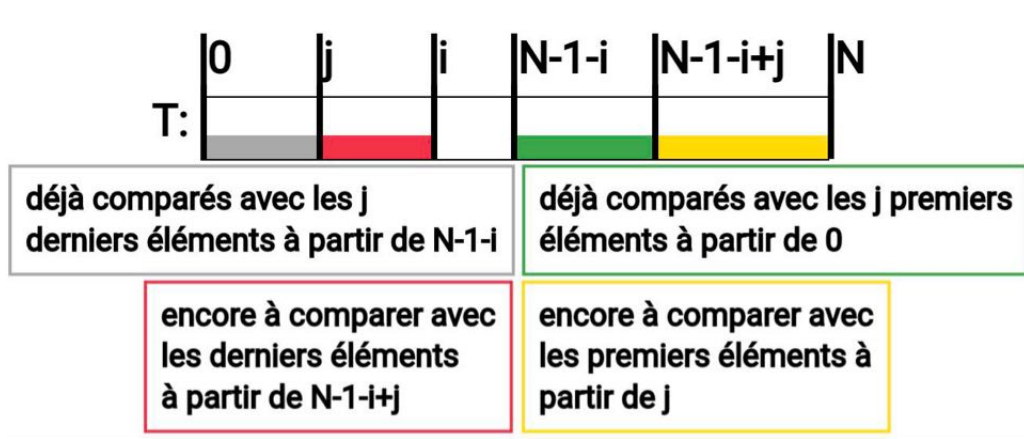 0 j i N-1-i N-1-i+j N
T:
déjà comparés avec les j
derniers éléments à partir de N-1-i
déjà comparés avec les j premiers
éléments à partir de 0
encore à comparer avec
les derniers éléments
à partir de N-1-i+j
encore à comparer avec
les premiers éléments à
partir de j